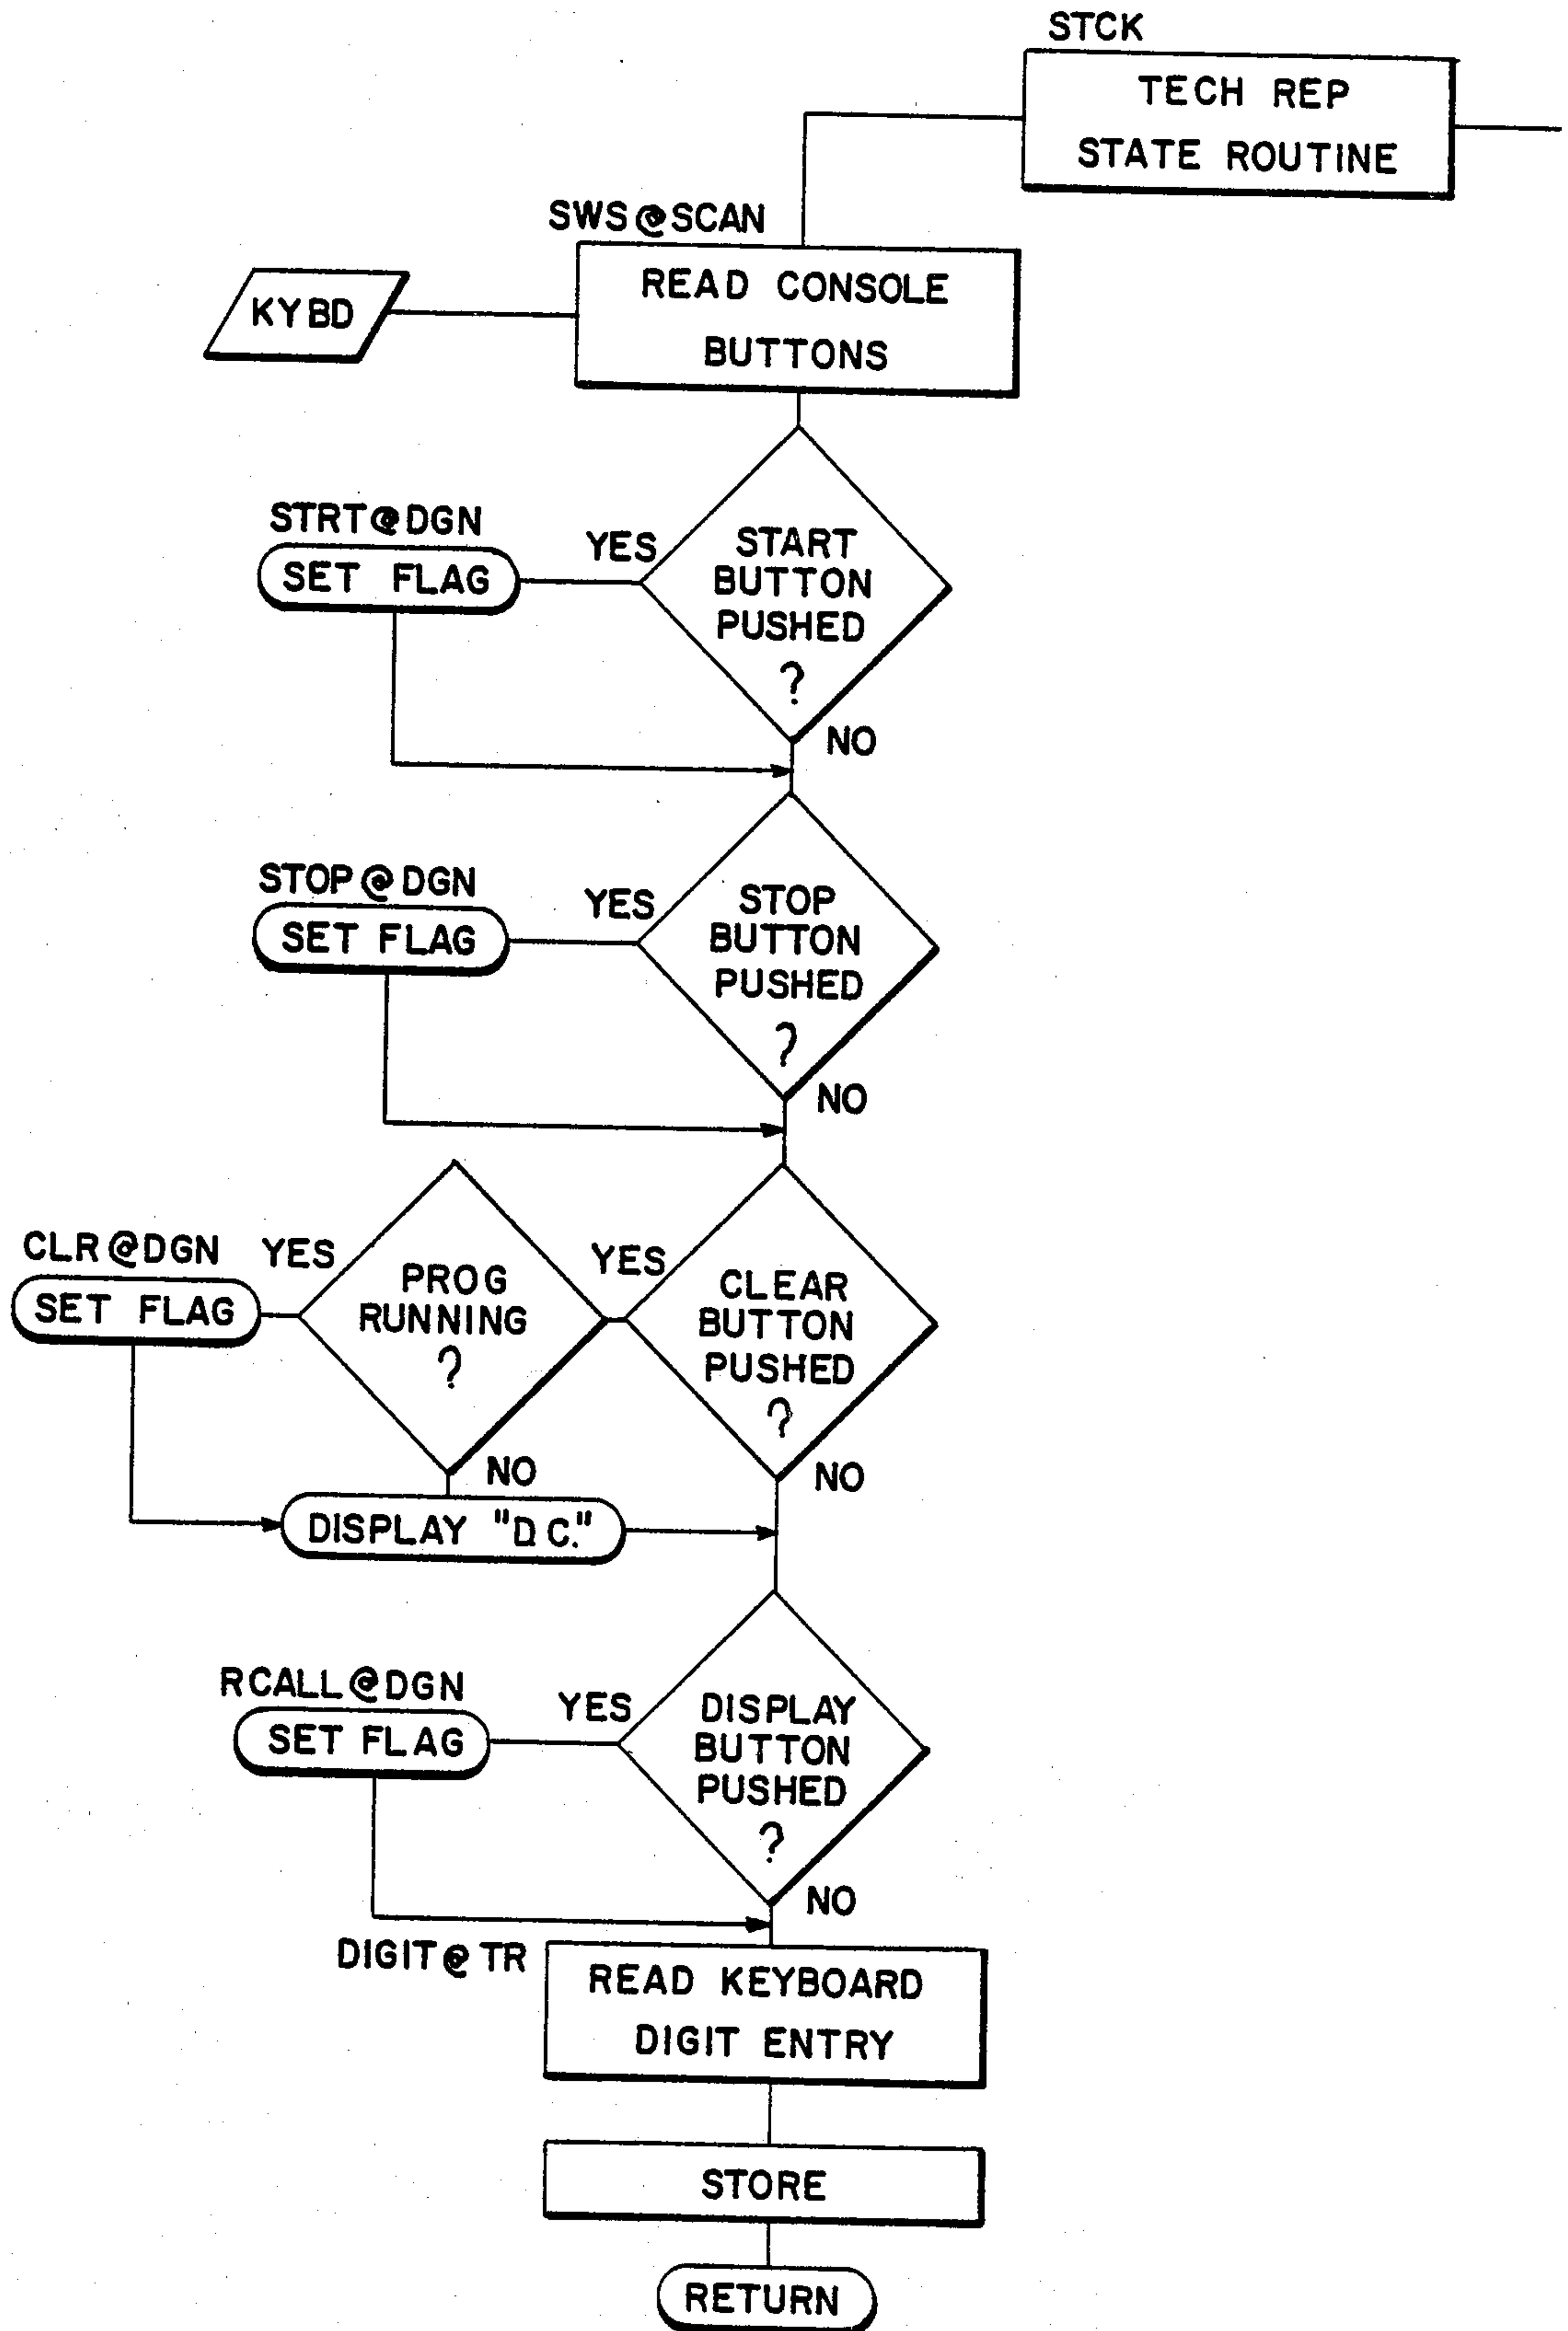 STCK
TECH REP
STATE ROUTINE
SWS@SCAN
READ CONSOLE
BUTTONS
KYBD
STRT@DGN
SET FLAG
YES
START
BUTTON
PUSHED
?
NO
STOP@DGN
SET FLAG
YES
STOP
BUTTON
PUSHED
?
NO
CLR@DGN
SET FLAG
YES
PROG
RUNNING
?
NO
YES
CLEAR
BUTTON
PUSHED
?
NO
DISPLAY "D.C."
RCALL@DGN
SET FLAG
YES
DISPLAY
BUTTON
PUSHED
?
NO
DIGIT@TR
READ KEYBOARD
DIGIT ENTRY
STORE
RETURN